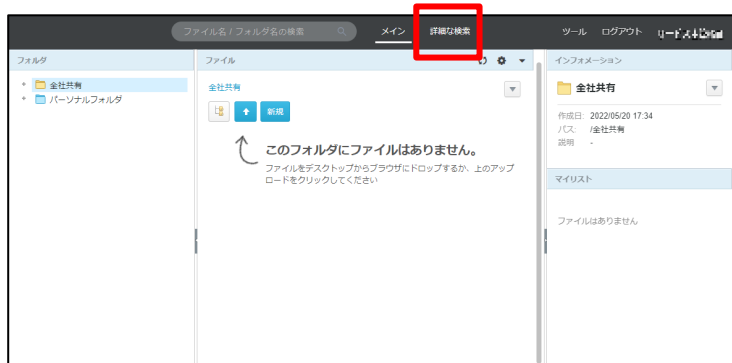 ファイル名 / フォルダ名の検索
メイン
詳細な検索
ツール
ログアウト
フォルダ
全社共有
パーソナルフォルダ
ファイル
全社共有
新規
このフォルダにファイルはありません。
ファイルをデスクトップからブラウザにドロップするか、上のアップ
ロードをクリックしてください
インフォメーション
全社共有
作成日: 2022/05/20 17:34
パス: /全社共有
説明 -
マイリスト
ファイルはありません